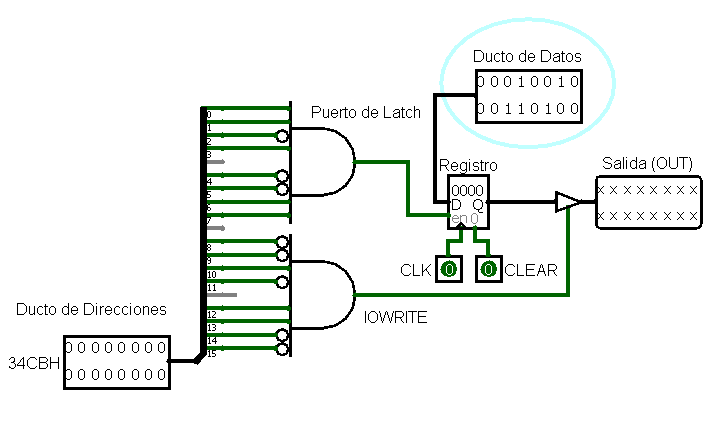 Ducto de Datos
0 0 0 1 0 0 1 0
0 0 1 1 0 1 0 0
Puerto de Latch
Registro
Salida (OUT)
0000
D Q
en 0
x x x x x x x x
x x x x x x x x
0
1
2
3
4
5
6
7
8
9
10
11
12
13
14
15
CLK
0
0
CLEAR
IOWRITE
Ducto de Direcciones
34CBH
0 0 0 0 0 0 0 0
0 0 0 0 0 0 0 0